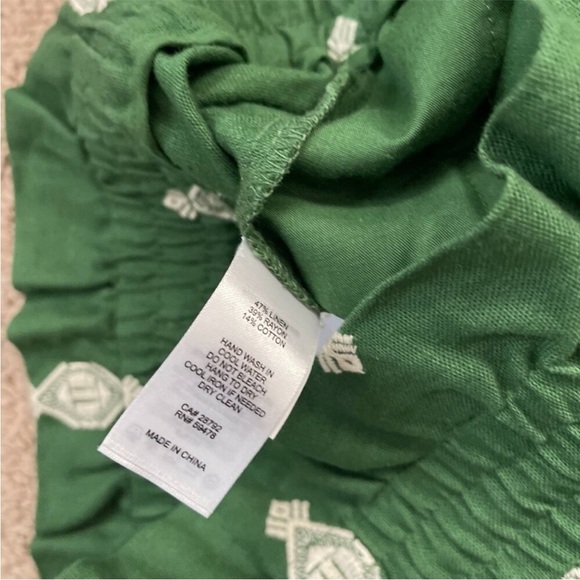 47% LINEN
39% RAYON
14% COTTON
HAND WASH IN
COOL WATER
DO NOT BLEACH
HANG TO DRY
COOL IRON IF NEEDED
DRY CLEAN
CA# 28792
RN# 59478
MADE IN CHINA